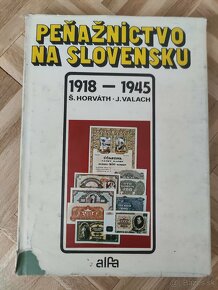 PEŇAŽNÍCTVO
NA SLOVENSKU
1918 – 1945
Š. HORVÁTH · J. VALACH
alfa